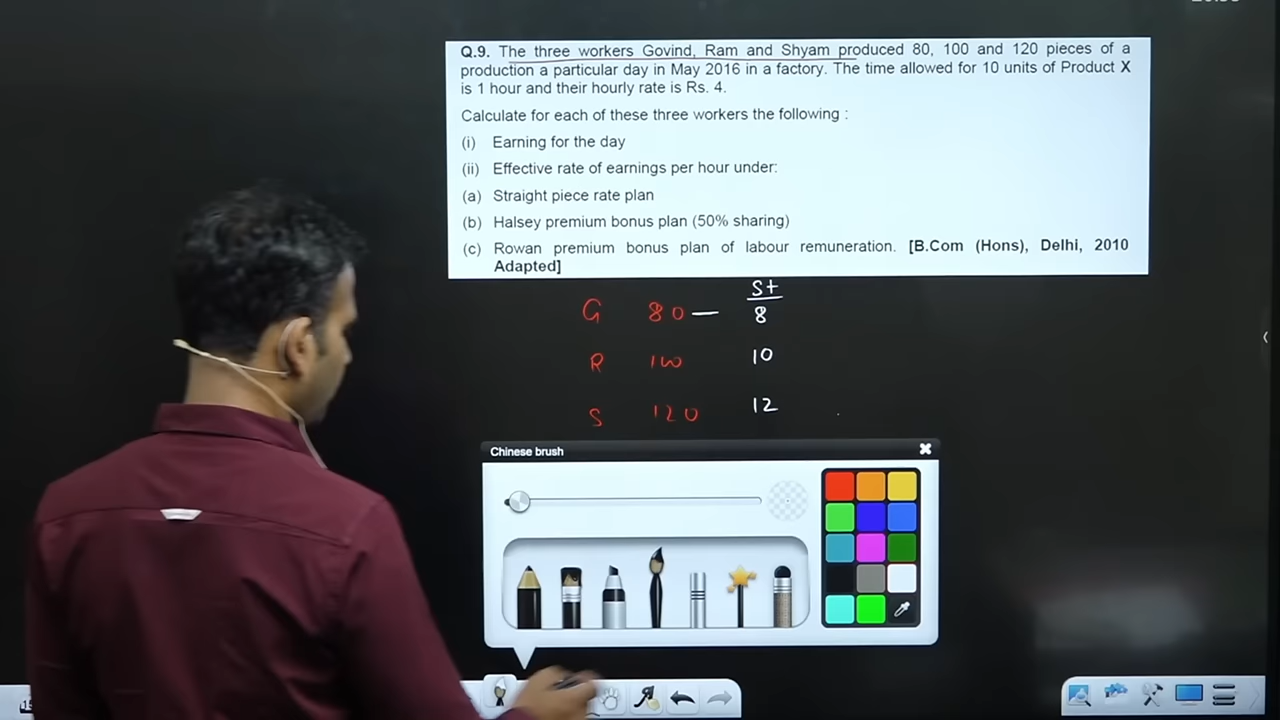 Q.9. The three workers Govind, Ram and Shyam produced 80, 100 and 120 pieces of a
production a particular day in May 2016 in a factory. The time allowed for 10 units of Product X
is 1 hour and their hourly rate is Rs. 4.
Calculate for each of these three workers the following :
(i) Earning for the day
(ii) Effective rate of earnings per hour under:
(a) Straight piece rate plan
(b) Halsey premium bonus plan (50% sharing)
(c) Rowan premium bonus plan of labour remuneration. [B.Com (Hons), Delhi, 2010
Adapted]
St
G 80 — 8
R 100 10
S 120 12
Chinese brush